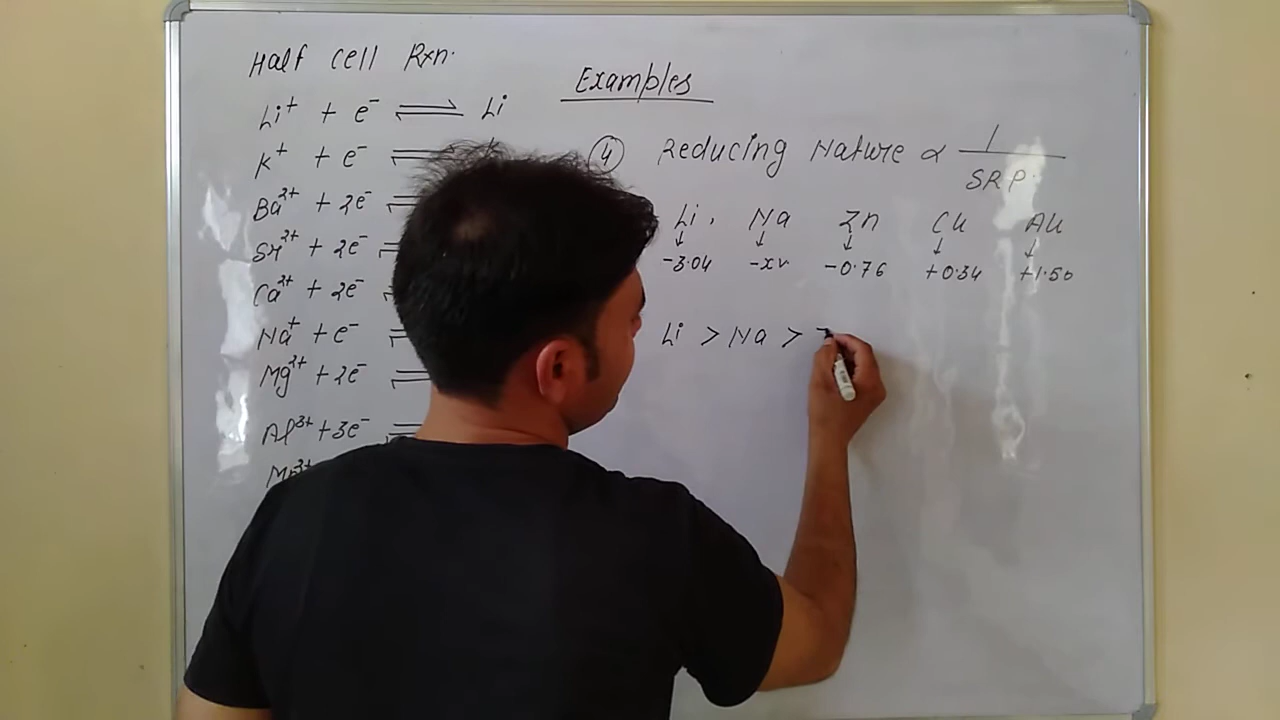 Half cell Rxn.
Li⁺ + e⁻ ⇌ Li
K⁺ + e⁻ ⇌
Ba²⁺ + 2e⁻ ⇌
Sr²⁺ + 2e⁻ ⇌
Ca²⁺ + 2e⁻ ⇌
Na⁺ + e⁻ ⇌
Mg²⁺ + 2e⁻ ⇌
Al³⁺ + 3e⁻ ⇌
Examples
④ Reducing Nature ∝ 1/SRP.
Li, Na Zn Cu Au
↓ ↓ ↓ ↓ ↓
-3.04 -xv -0.76 +0.34 +1.50
Li > Na >